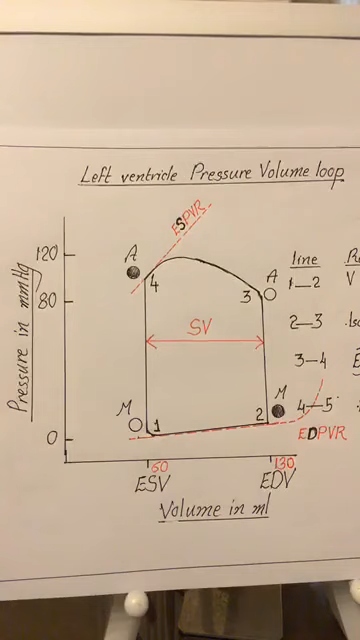 Left ventricle Pressure Volume loop
ESPVR
120
A
4
A
3
80
Pressure in mmHg
SV
M
1
2
M
0
EDPVR
60
130
ESV
EDV
Volume in ml
line
1—2
V
2—3
3—4
4—5